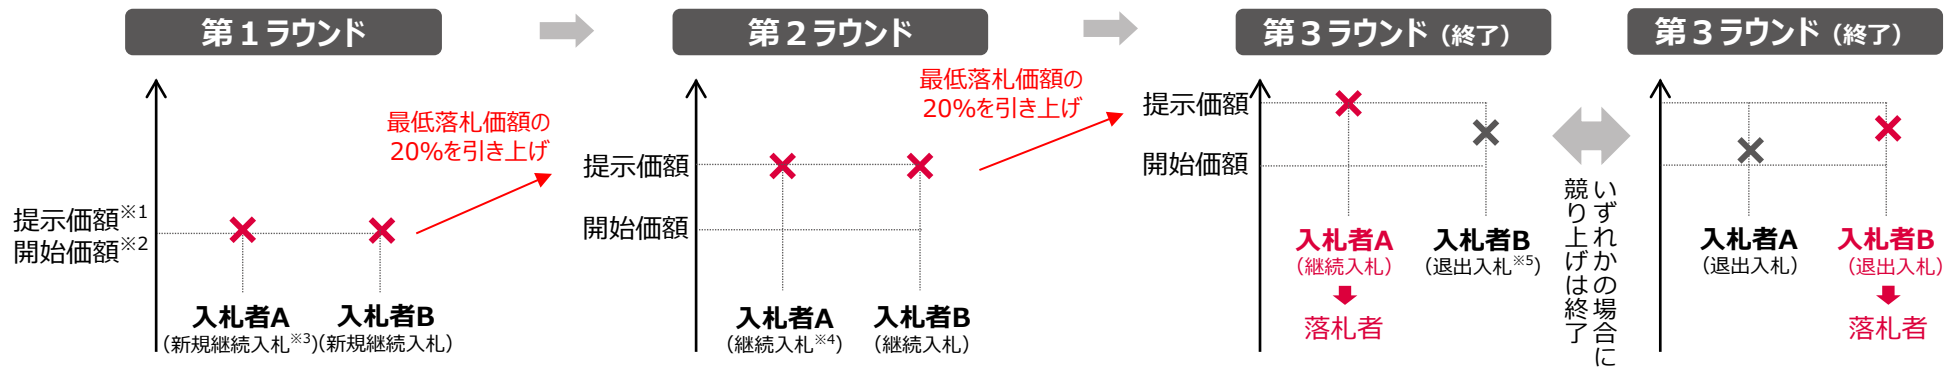 第１ラウンド
最低落札価額の
20%を引き上げ
提示価額※1
開始価額※2
入札者A
(新規継続入札※3)
入札者B
(新規継続入札)
第２ラウンド
最低落札価額の
20%を引き上げ
提示価額
開始価額
入札者A
(継続入札※4)
入札者B
(継続入札)
第３ラウンド（終了）
提示価額
開始価額
入札者A
(継続入札)
落札者
入札者B
(退出入札※5)
いずれかの場合に
競り上げは終了
第３ラウンド（終了）
入札者A
(退出入札)
入札者B
(退出入札)
落札者